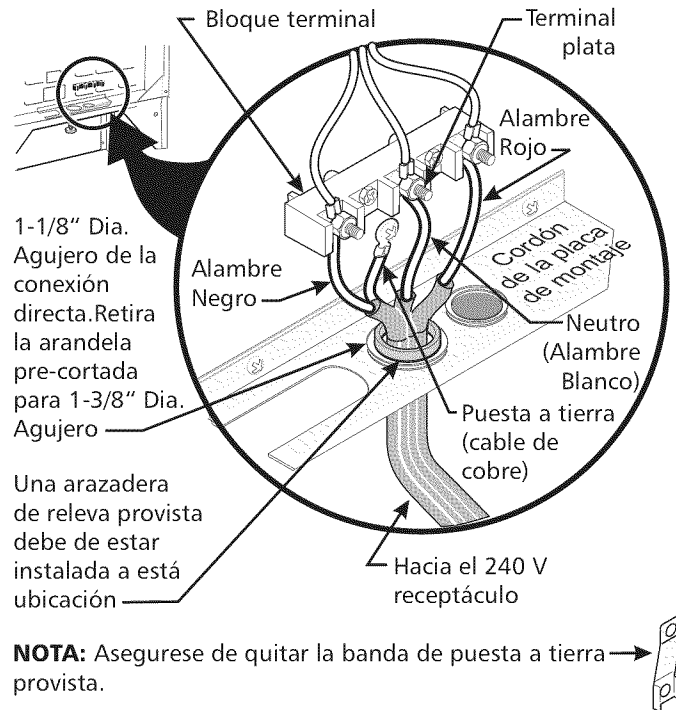 Bloque terminal
Terminal
plata
Alambre
Rojo
1-1/8“ Dia.
Agujero de la
conexión
directa.Retira
la arandela
pre-cortada
para 1-3/8“ Dia.
Agujero
Alambre
Negro
Cordón
de la placa
de montaje
Neutro
(Alambre
Blanco)
Puesta a tierra
(cable de
cobre)
Una arazadera
de releva provista
debe de estar
instalada a está
ubicación
Hacia el 240 V
receptáculo
NOTA: Asegurese de quitar la banda de puesta a tierra
provista.